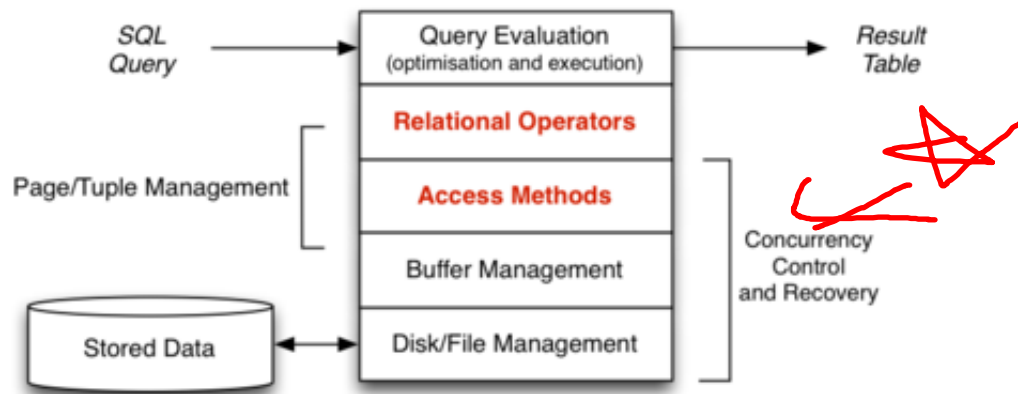 SQL
Query
Query Evaluation
(optimisation and execution)
Result
Table
Relational Operators
Page/Tuple Management
Access Methods
Buffer Management
Concurrency
Control
and Recovery
Stored Data
Disk/File Management